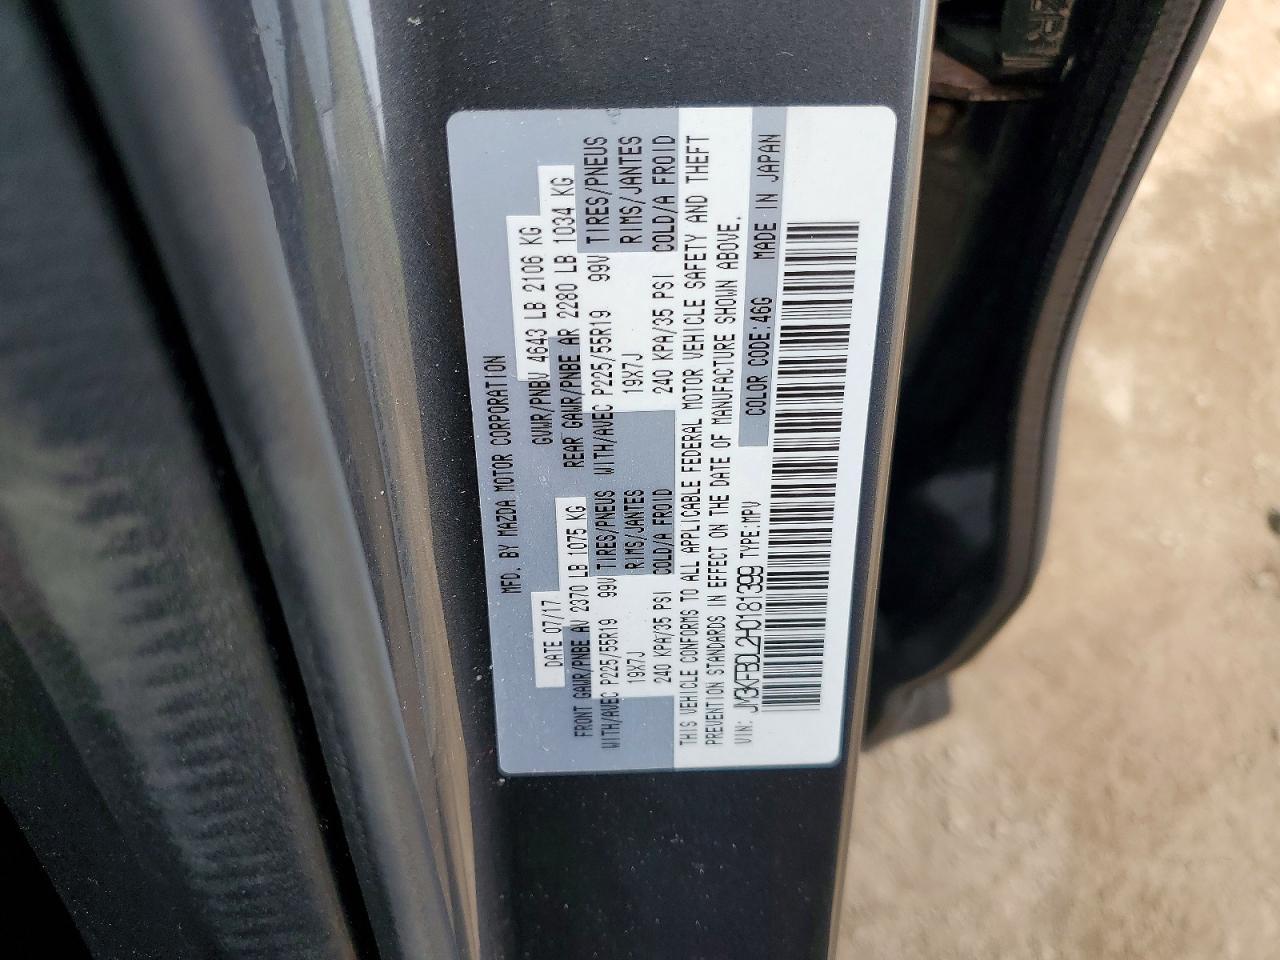 MFD. BY MAZDA MOTOR CORPORATION
DATE 07/17 GVWR/PNBV 4643 LB 2106 KG
FRONT GAWR/PNBE AV 2370 LB 1075 KG REAR GAWR/PNBE AR 2280 LB 1034 KG
WITH/AVEC P225/55R19 99V TIRES/PNEUS WITH/AVEC P225/55R19 99V TIRES/PNEUS
19X7J RIMS/JANTES 19X7J RIMS/JANTES
240 KPA/35 PSI COLD/A FROID 240 KPA/35 PSI COLD/A FROID
THIS VEHICLE CONFORMS TO ALL APPLICABLE FEDERAL MOTOR VEHICLE SAFETY AND THEFT
PREVENTION STANDARDS IN EFFECT ON THE DATE OF MANUFACTURE SHOWN ABOVE.
VIN: JM3KFBDL2H0181399 TYPE:MPV COLOR CODE:46G MADE IN JAPAN